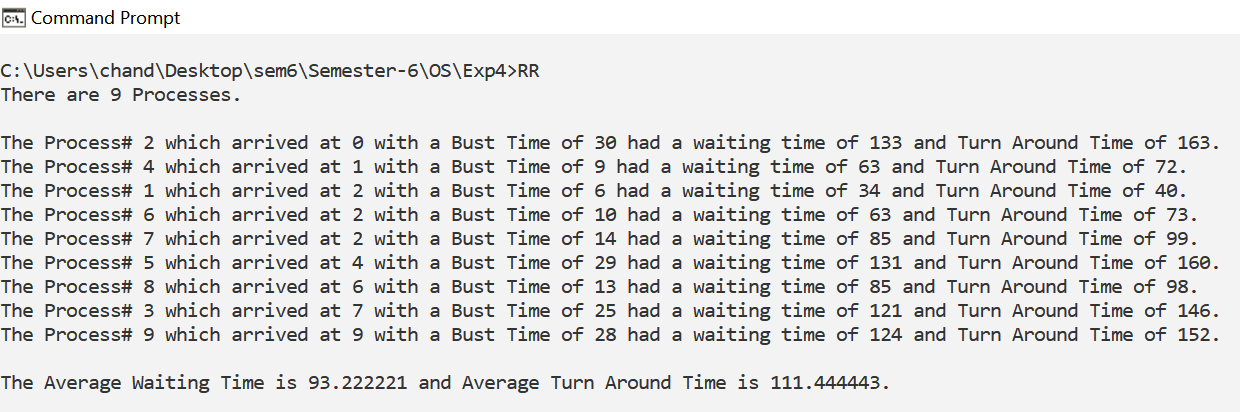 Command Prompt
C:\Users\chand\Desktop\sem6\Semester-6\OS\Exp4>RR
There are 9 Processes.
The Process# 2 which arrived at 0 with a Bust Time of 30 had a waiting time of 133 and Turn Around Time of 163.
The Process# 4 which arrived at 1 with a Bust Time of 9 had a waiting time of 63 and Turn Around Time of 72.
The Process# 1 which arrived at 2 with a Bust Time of 6 had a waiting time of 34 and Turn Around Time of 40.
The Process# 6 which arrived at 2 with a Bust Time of 10 had a waiting time of 63 and Turn Around Time of 73.
The Process# 7 which arrived at 2 with a Bust Time of 14 had a waiting time of 85 and Turn Around Time of 99.
The Process# 5 which arrived at 4 with a Bust Time of 29 had a waiting time of 131 and Turn Around Time of 160.
The Process# 8 which arrived at 6 with a Bust Time of 13 had a waiting time of 85 and Turn Around Time of 98.
The Process# 3 which arrived at 7 with a Bust Time of 25 had a waiting time of 121 and Turn Around Time of 146.
The Process# 9 which arrived at 9 with a Bust Time of 28 had a waiting time of 124 and Turn Around Time of 152.
The Average Waiting Time is 93.222221 and Average Turn Around Time is 111.444443.